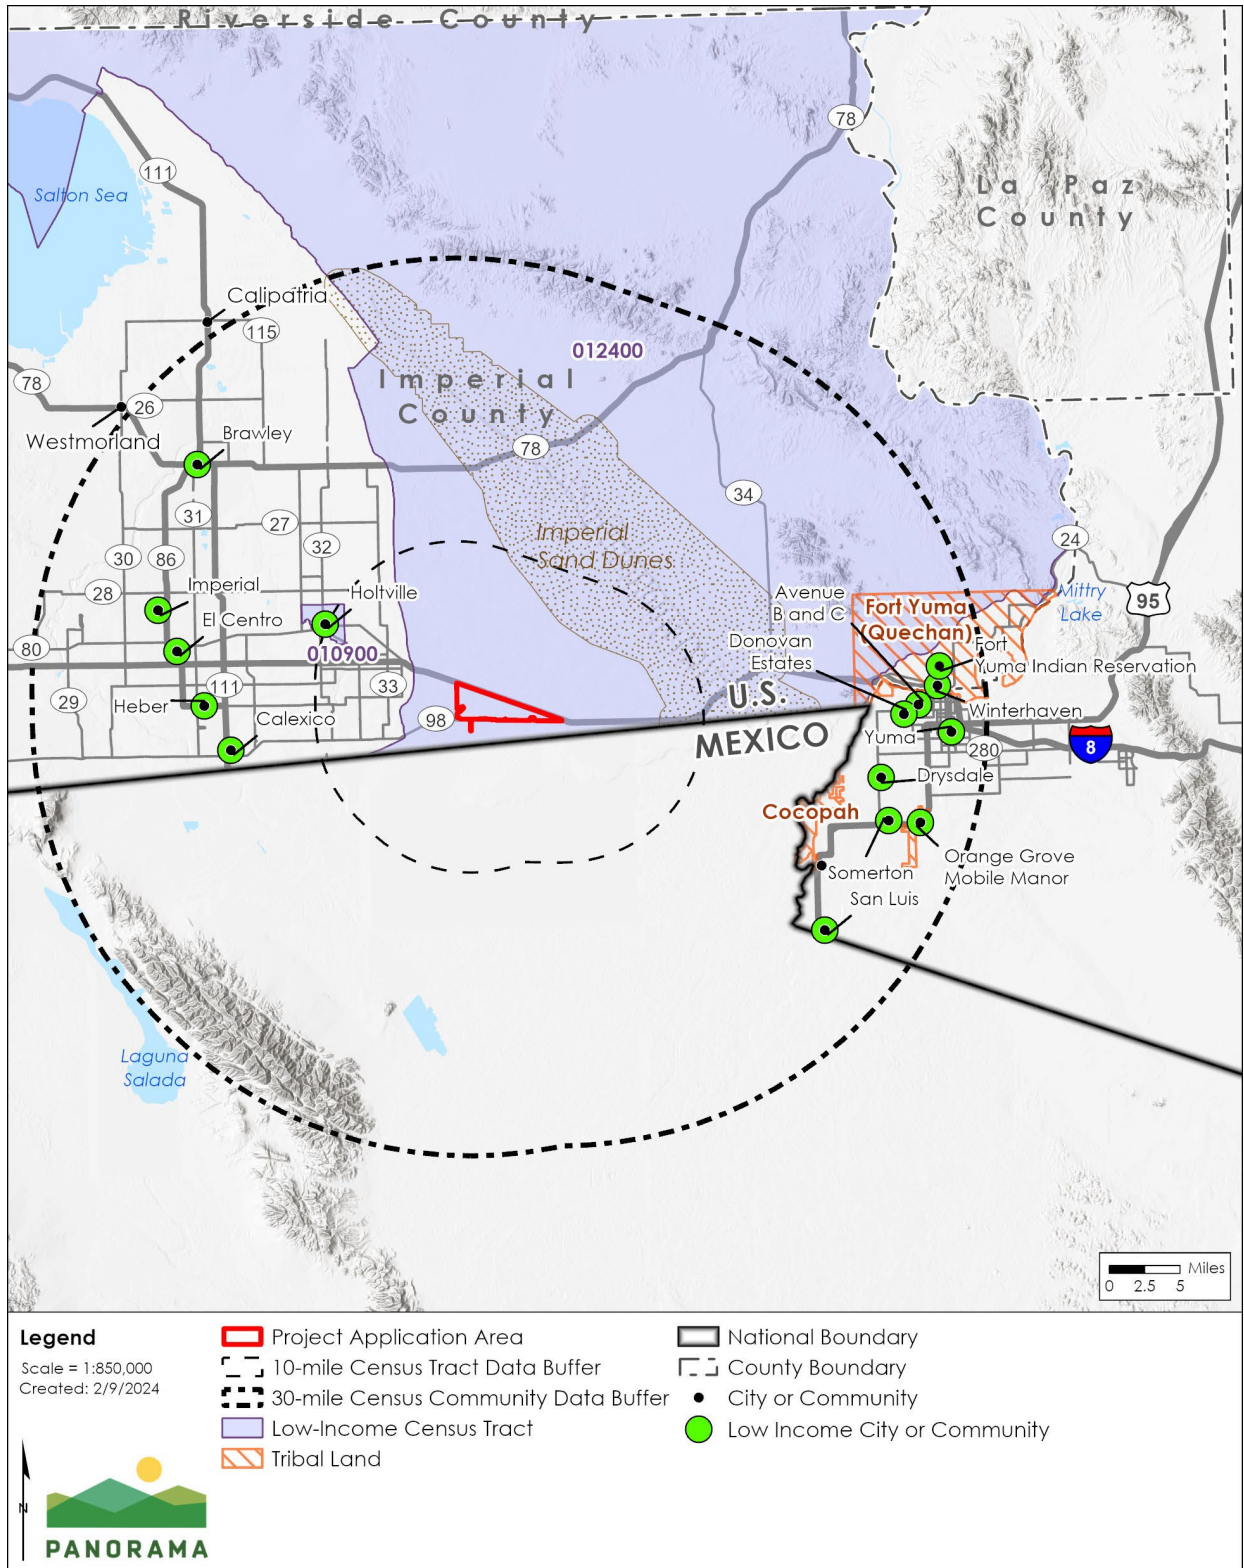 Riverside County
78
111
La Paz
County
Salton Sea
Calipatria
115
012400
78
Imperial
County
26
Westmorland
Brawley
78
34
31
27
32
Imperial
Sand Dunes
24
30
86
28
Imperial
Holtville
Avenue
B and C
Fort Yuma
(Quechan)
Mittry
Lake
95
El Centro
Donovan
Estates
Fort
Yuma Indian Reservation
80
010900
29
111
33
U.S.
Winterhaven
Heber
Calexico
98
MEXICO
Yuma
280
8
Drysdale
Cocopah
Orange Grove
Mobile Manor
Somerton
San Luis
Laguna
Salada
Miles
0 2.5 5
Legend
Scale = 1:850,000
Created: 2/9/2024
N
PANORAMA
Project Application Area
10-mile Census Tract Data Buffer
30-mile Census Community Data Buffer
Low-Income Census Tract
Tribal Land
National Boundary
County Boundary
City or Community
Low Income City or Community